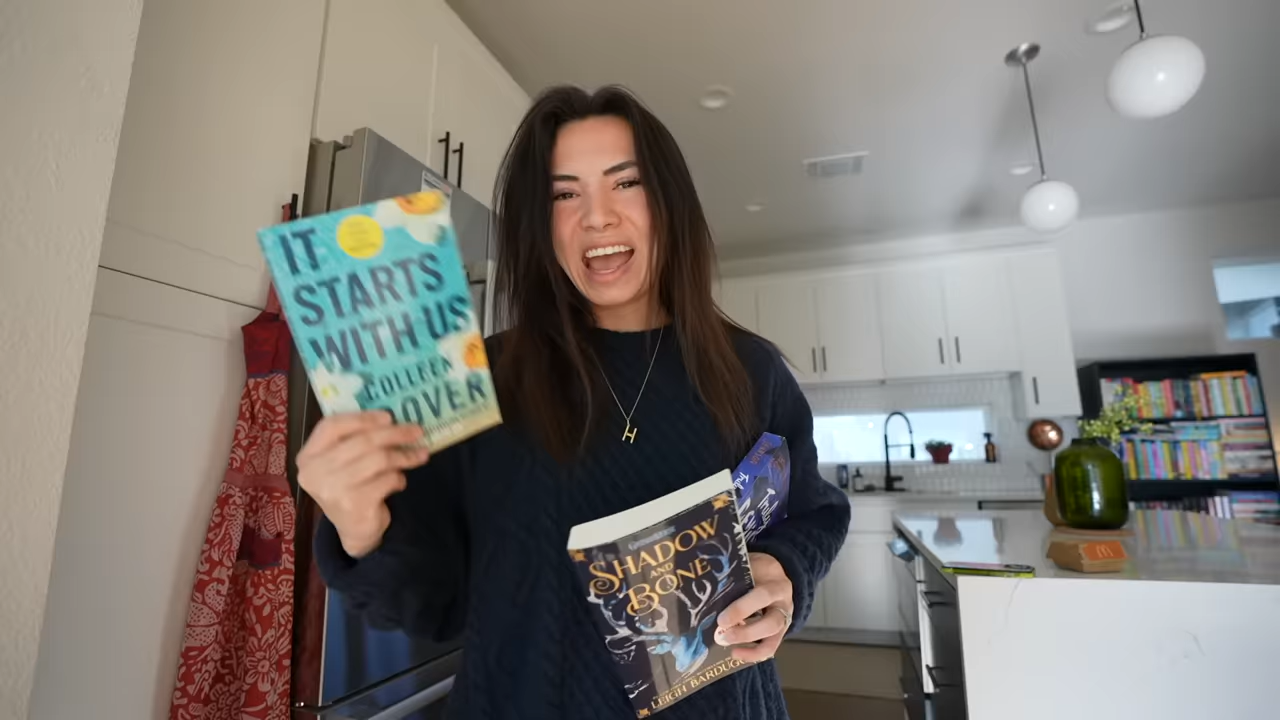 IT
STARTS
WITH US
COLLEEN
HOOVER
SHADOW
AND
BONE
LEIGH BARDUGO
H